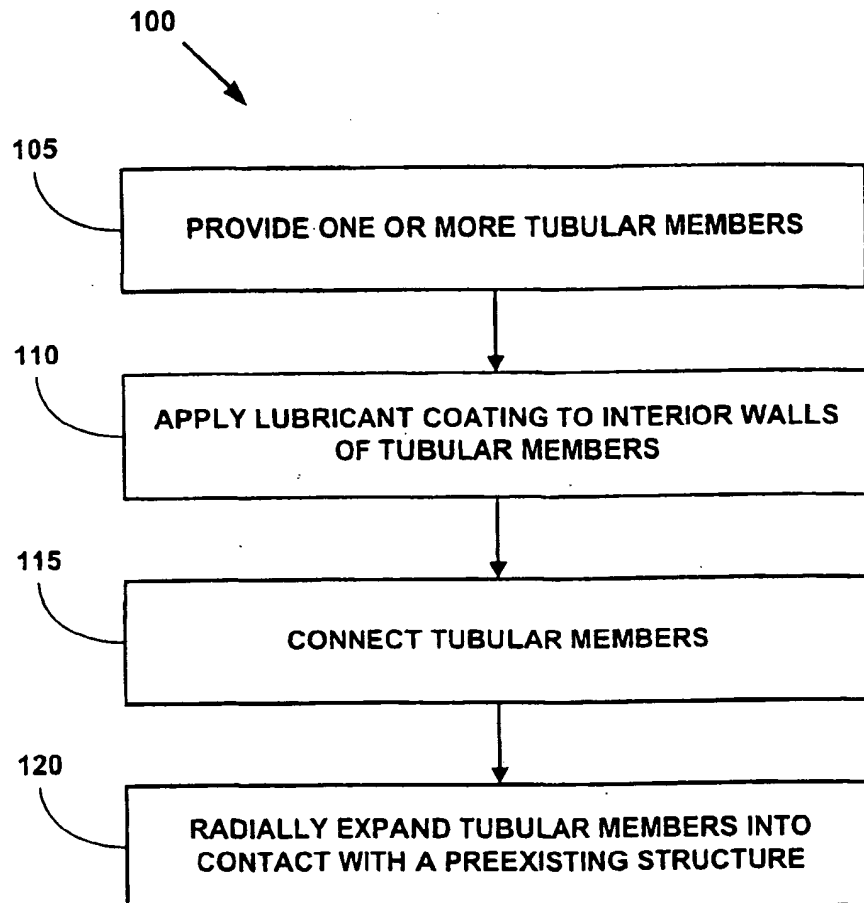 100
105
PROVIDE ONE OR MORE TUBULAR MEMBERS
110
APPLY LUBRICANT COATING TO INTERIOR WALLS
OF TUBULAR MEMBERS
115
CONNECT TUBULAR MEMBERS
120
RADIALLY EXPAND TUBULAR MEMBERS INTO
CONTACT WITH A PREEXISTING STRUCTURE